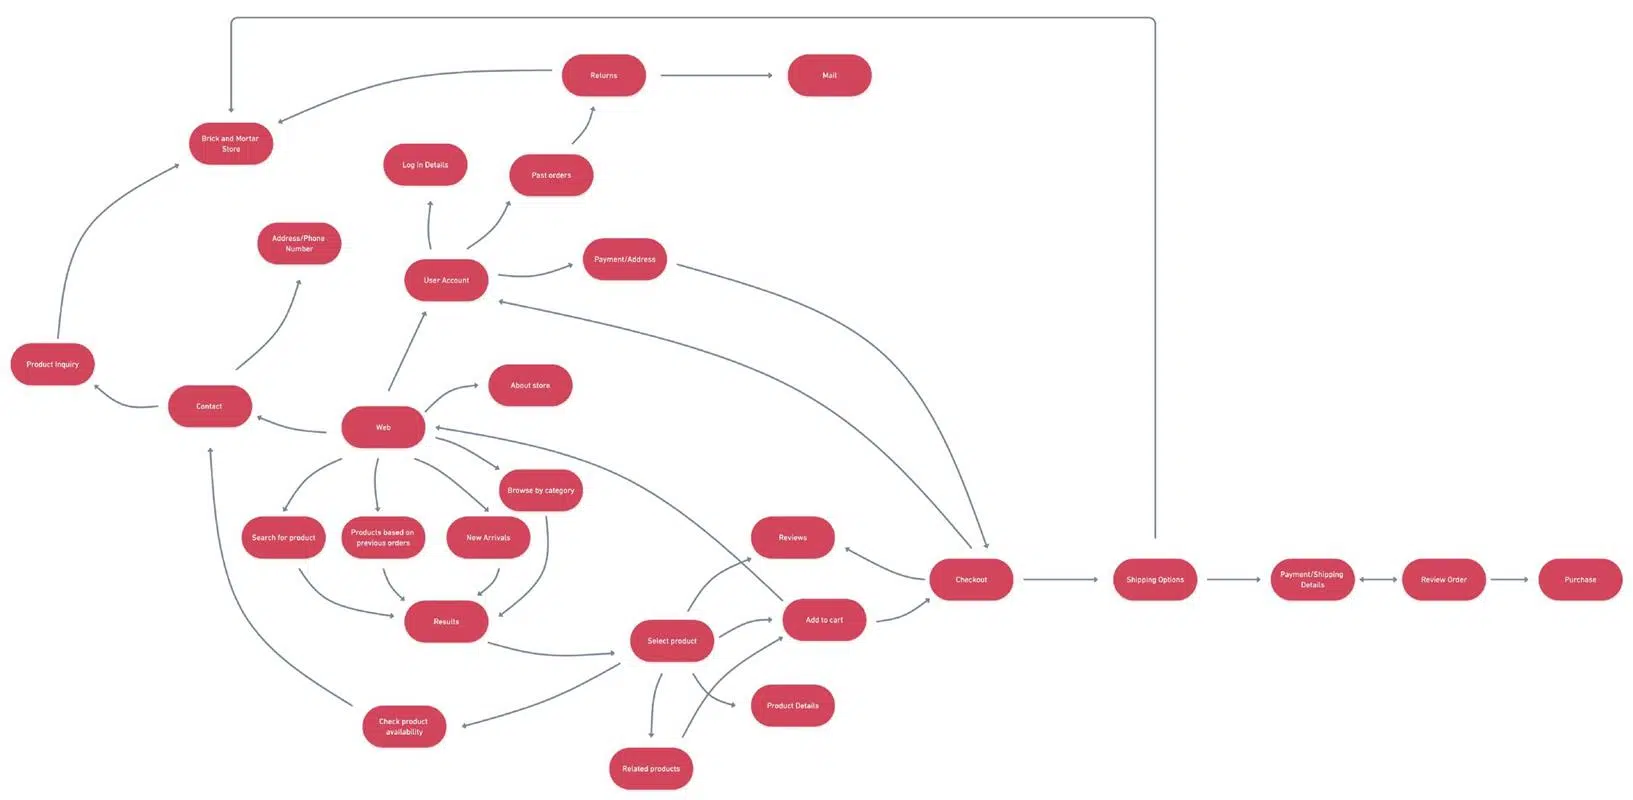 Returns
Mail
Brick and Mortar
Store
Log In Details
Past orders
Address/Phone
Number
Payment/Address
User Account
Product Inquiry
About store
Contact
Web
Browse by category
Search for product
Products based on
previous orders
New Arrivals
Reviews
Checkout
Shipping Options
Payment/Shipping
Details
Review Order
Purchase
Results
Add to cart
Select product
Product Details
Check product
availability
Related products